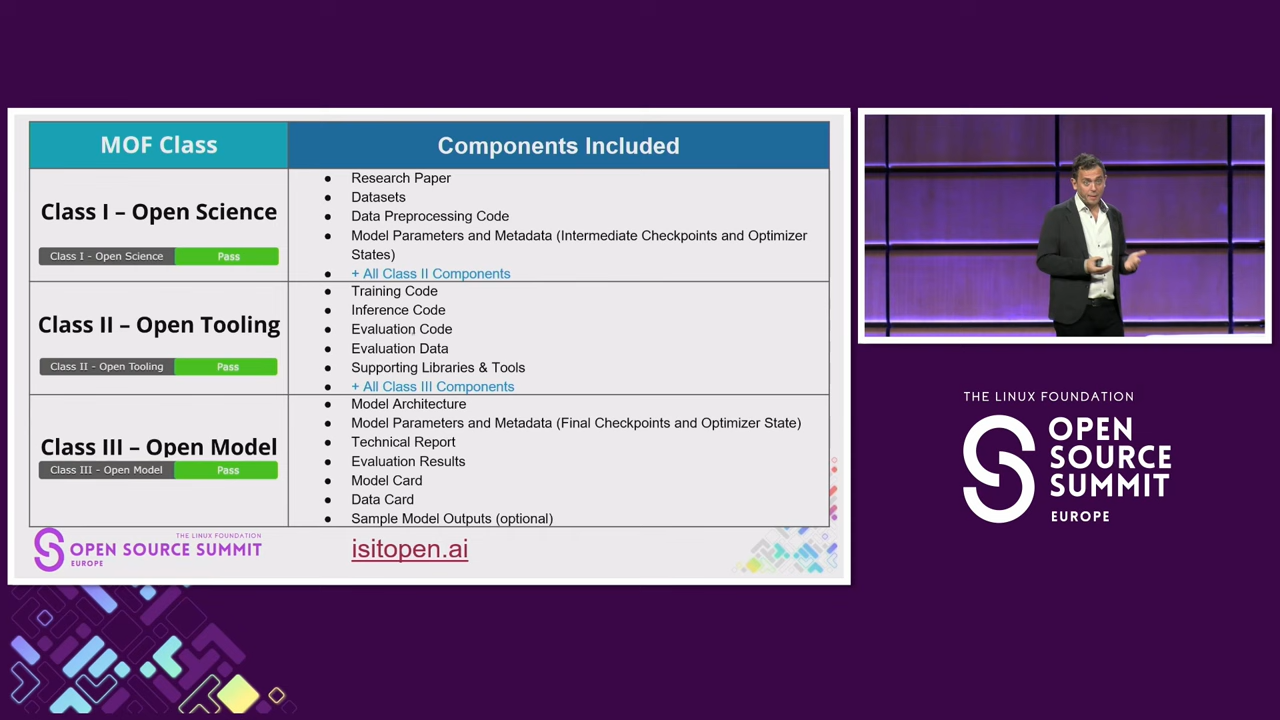 MOF Class
Components Included
Class I – Open Science
Class I - Open Science Pass
Research Paper
Datasets
Data Preprocessing Code
Model Parameters and Metadata (Intermediate Checkpoints and Optimizer
States)
+ All Class II Components
Class II – Open Tooling
Class II - Open Tooling Pass
Training Code
Inference Code
Evaluation Code
Evaluation Data
Supporting Libraries & Tools
+ All Class III Components
Class III – Open Model
Class III - Open Model Pass
Model Architecture
Model Parameters and Metadata (Final Checkpoints and Optimizer State)
Technical Report
Evaluation Results
Model Card
Data Card
Sample Model Outputs (optional)
THE LINUX FOUNDATION
OPEN SOURCE SUMMIT
EUROPE
isitopen.ai
THE LINUX FOUNDATION
OPEN
SOURCE
SUMMIT
EUROPE